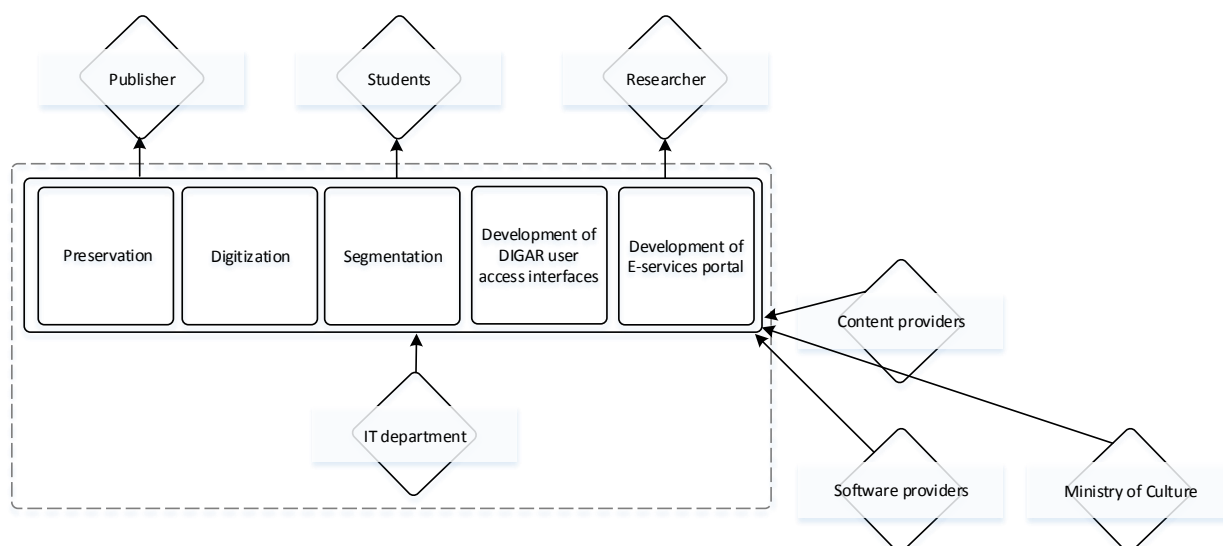 Publisher
Students
Researcher
Preservation
Digitization
Segmentation
Development of
DIGAR user
access interfaces
Development of
E-services portal
Content providers
IT department
Software providers
Ministry of Culture